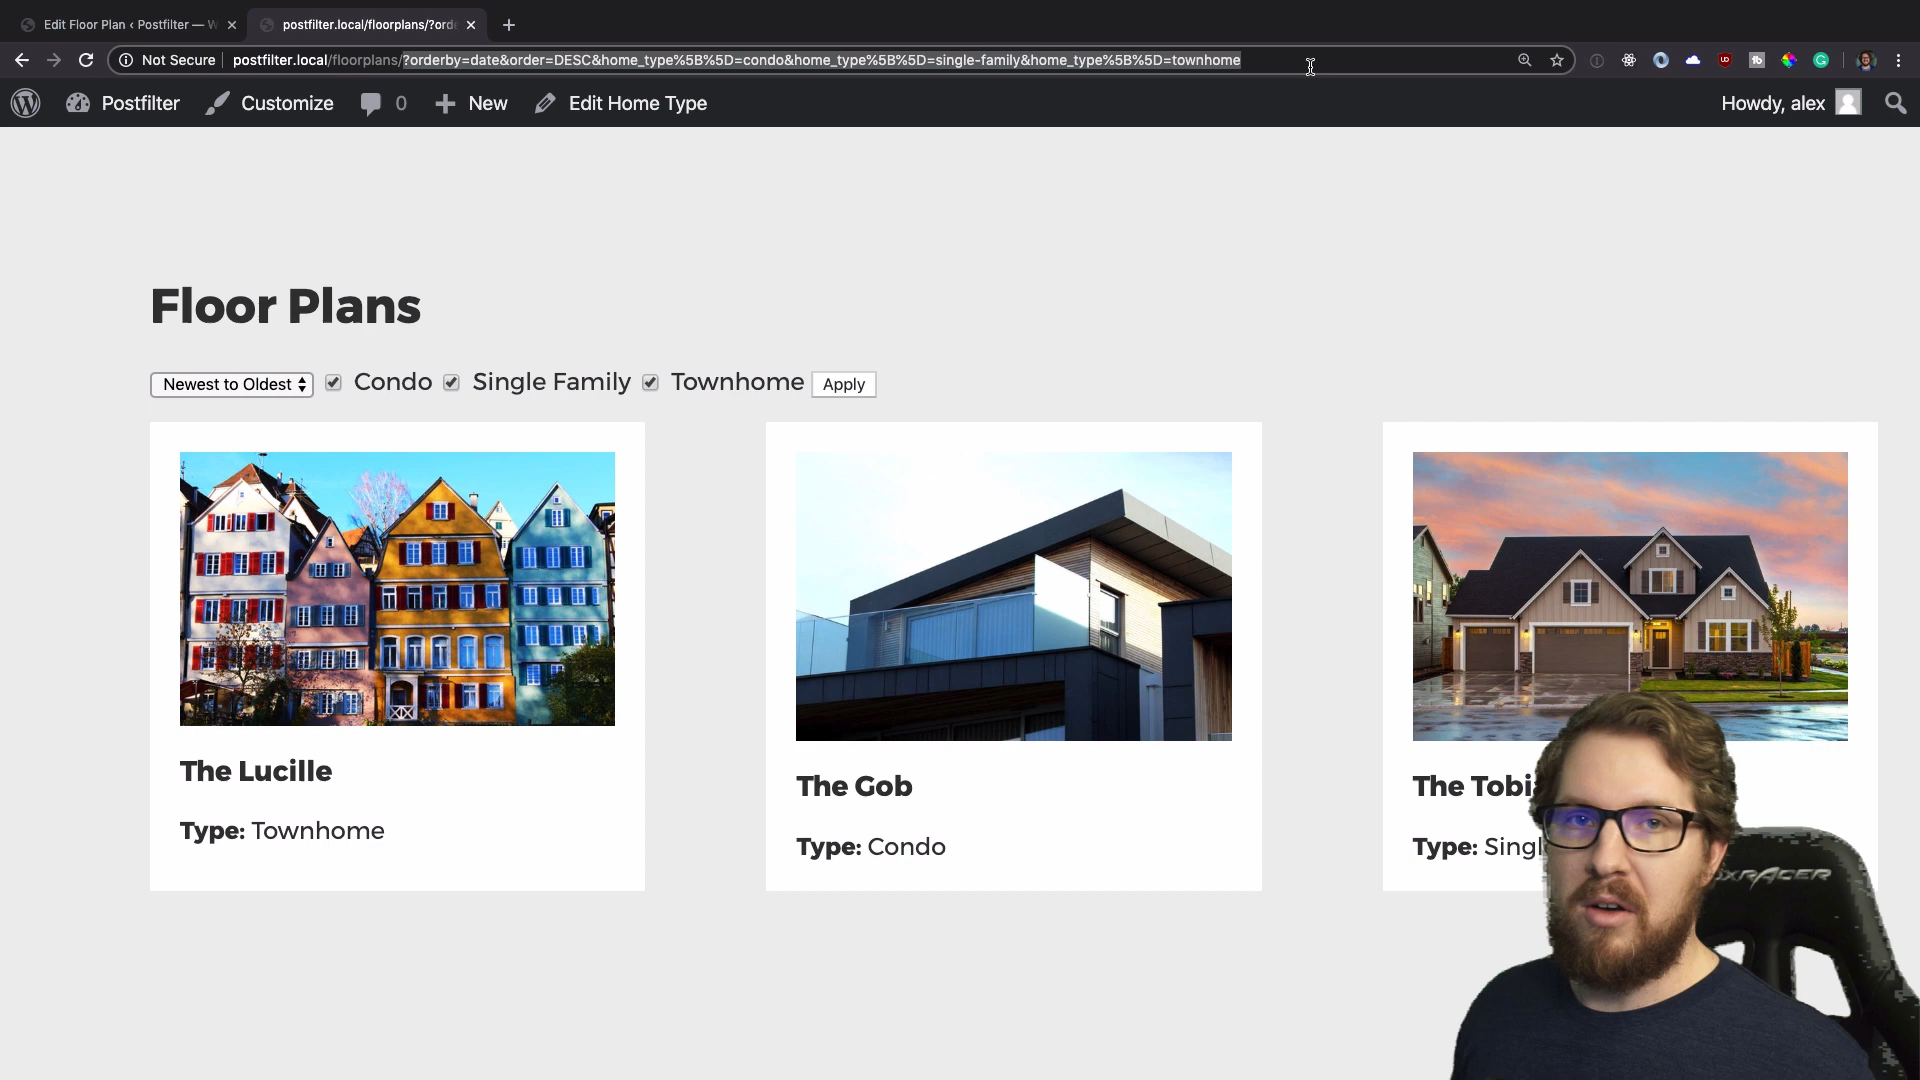 Edit Floor Plan ‹ Postfilter — W
postfilter.local/floorplans/?orde
Not Secure
postfilter.local/floorplans/?orderby=date&order=DESC&home_type%5B%5D=condo&home_type%5B%5D=single-family&home_type%5B%5D=townhome
Postfilter
Customize
0
New
Edit Home Type
Howdy, alex
Floor Plans
Newest to Oldest
Condo
Single Family
Townhome
Apply
The Lucille
Type: Townhome
The Gob
Type: Condo
The Tobi
Type: Singl
DXRACER